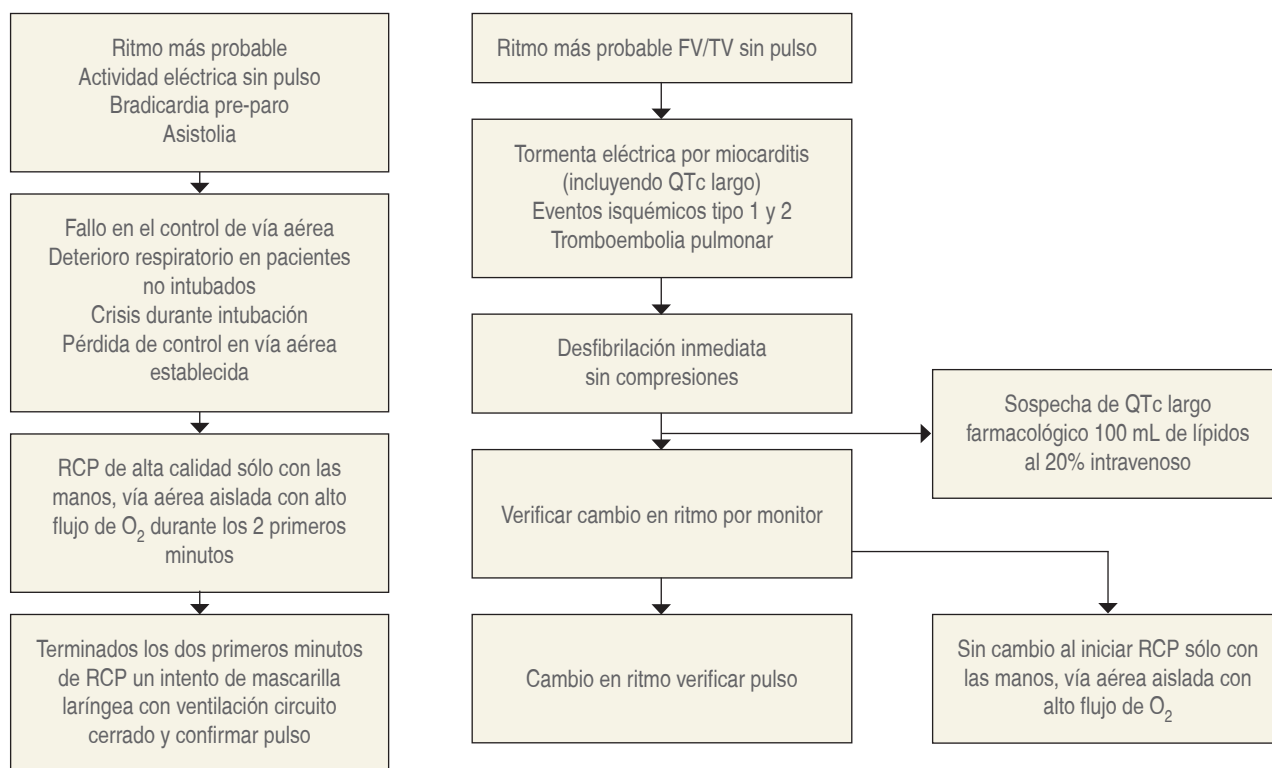 Ritmo más probable
Actividad eléctrica sin pulso
Bradicardia pre-paro
Asistolia
Fallo en el control de vía aérea
Deterioro respiratorio en pacientes
no intubados
Crisis durante intubación
Pérdida de control en vía aérea
establecida
RCP de alta calidad sólo con las
manos, vía aérea aislada con alto
flujo de O₂ durante los 2 primeros
minutos
Terminados los dos primeros minutos
de RCP un intento de mascarilla
laríngea con ventilación circuito
cerrado y confirmar pulso
Ritmo más probable FV/TV sin pulso
Tormenta eléctrica por miocarditis
(incluyendo QTc largo)
Eventos isquémicos tipo 1 y 2
Tromboembolia pulmonar
Desfibrilación inmediata
sin compresiones
Sospecha de QTc largo
farmacológico 100 mL de lípidos
al 20% intravenoso
Verificar cambio en ritmo por monitor
Cambio en ritmo verificar pulso
Sin cambio al iniciar RCP sólo con
las manos, vía aérea aislada con
alto flujo de O₂